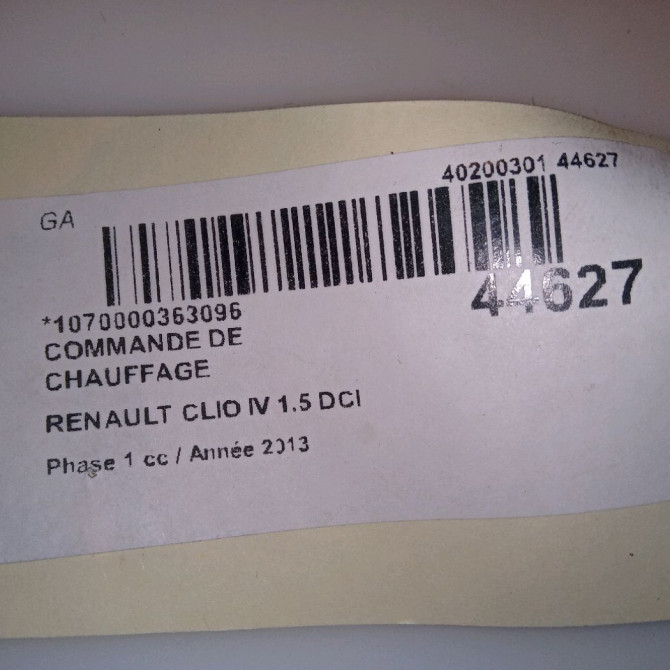 40200301 44627
GA
44627
*1070000363096
COMMANDE DE
CHAUFFAGE
RENAULT CLIO IV 1.5 DCI
Phase 1 cc / Année 2013